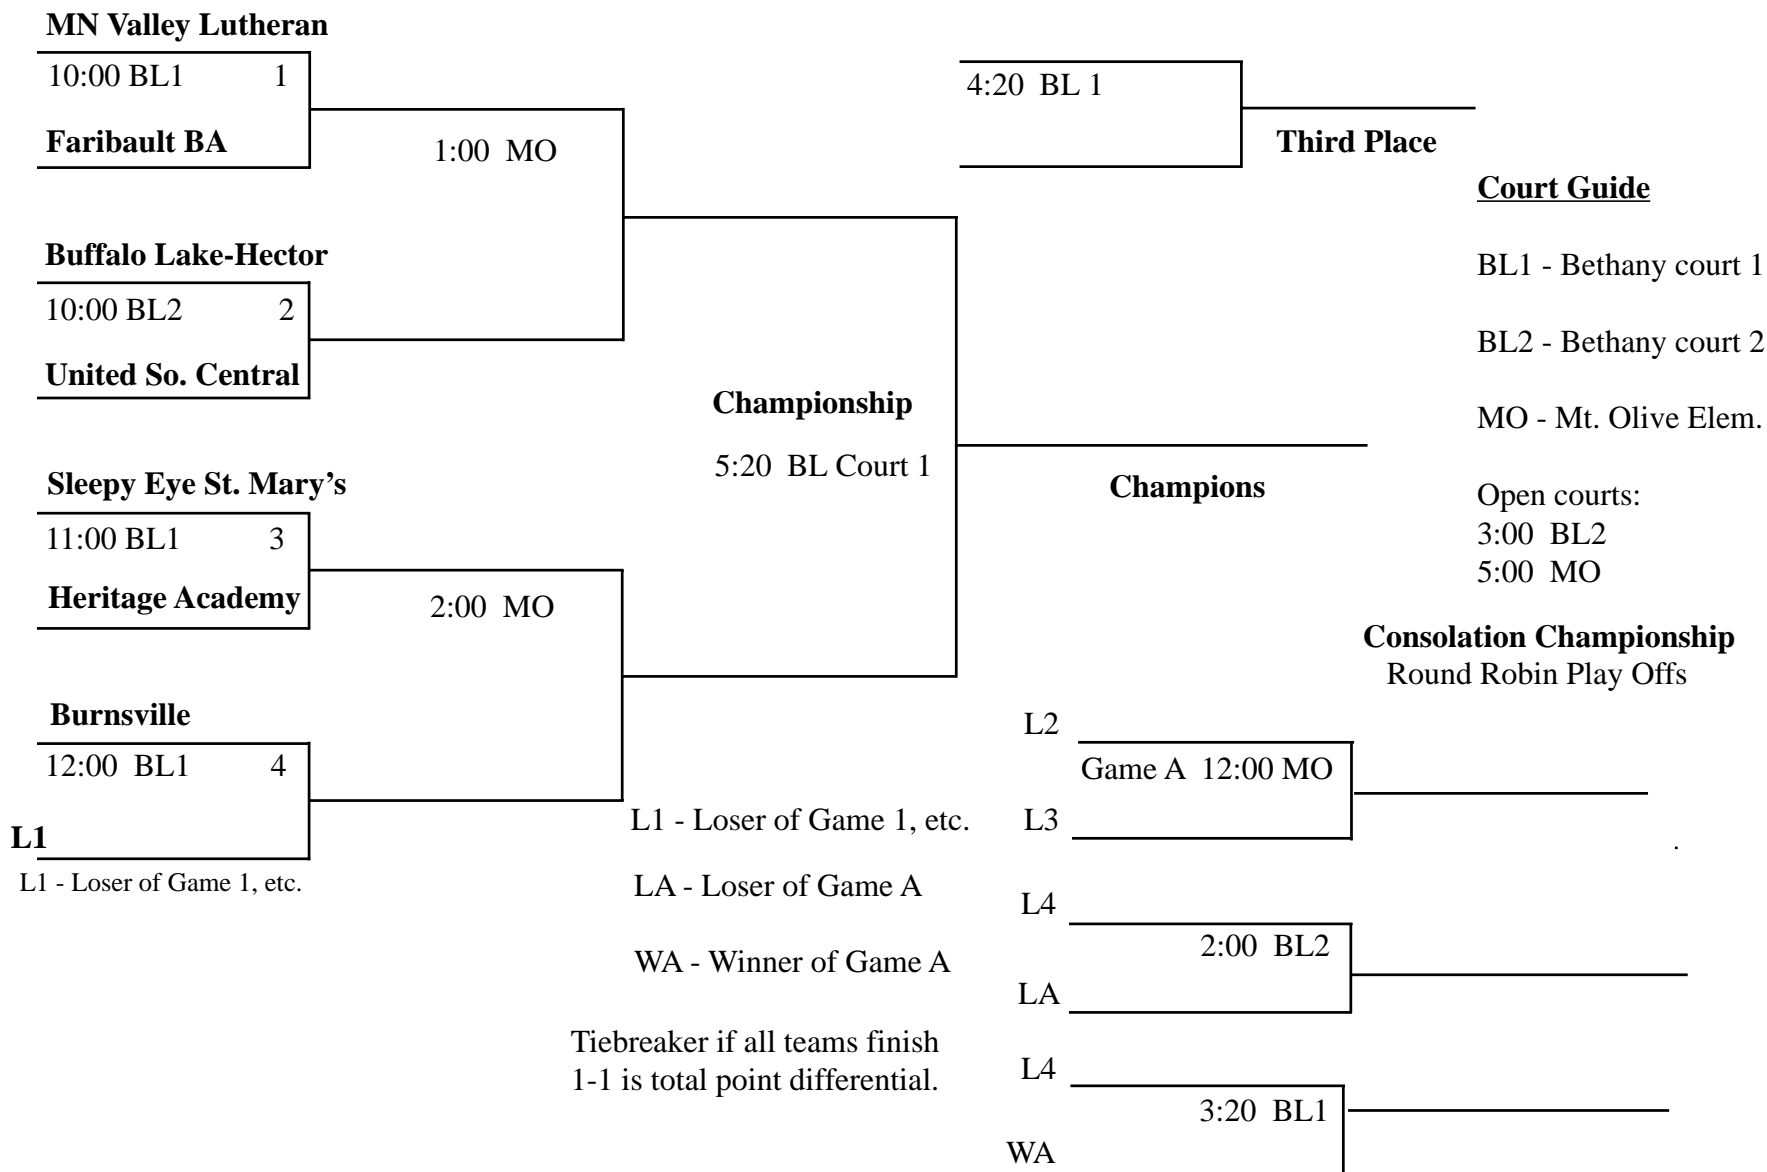 MN Valley Lutheran
10:00 BL1 1
Faribault BA
1:00 MO
Buffalo Lake-Hector
10:00 BL2 2
United So. Central
Championship
5:20 BL Court 1
Sleepy Eye St. Mary’s
11:00 BL1 3
Heritage Academy
2:00 MO
Burnsville
12:00 BL1 4
L1
L1 - Loser of Game 1, etc.
4:20 BL 1
Third Place
Champions
Court Guide
BL1 - Bethany court 1
BL2 - Bethany court 2
MO - Mt. Olive Elem.
Open courts:
3:00 BL2
5:00 MO
Consolation Championship
Round Robin Play Offs
L1 - Loser of Game 1, etc.
LA - Loser of Game A
WA - Winner of Game A
Tiebreaker if all teams finish
1-1 is total point differential.
L2
Game A 12:00 MO
L3
.
L4
2:00 BL2
LA
L4
3:20 BL1
WA